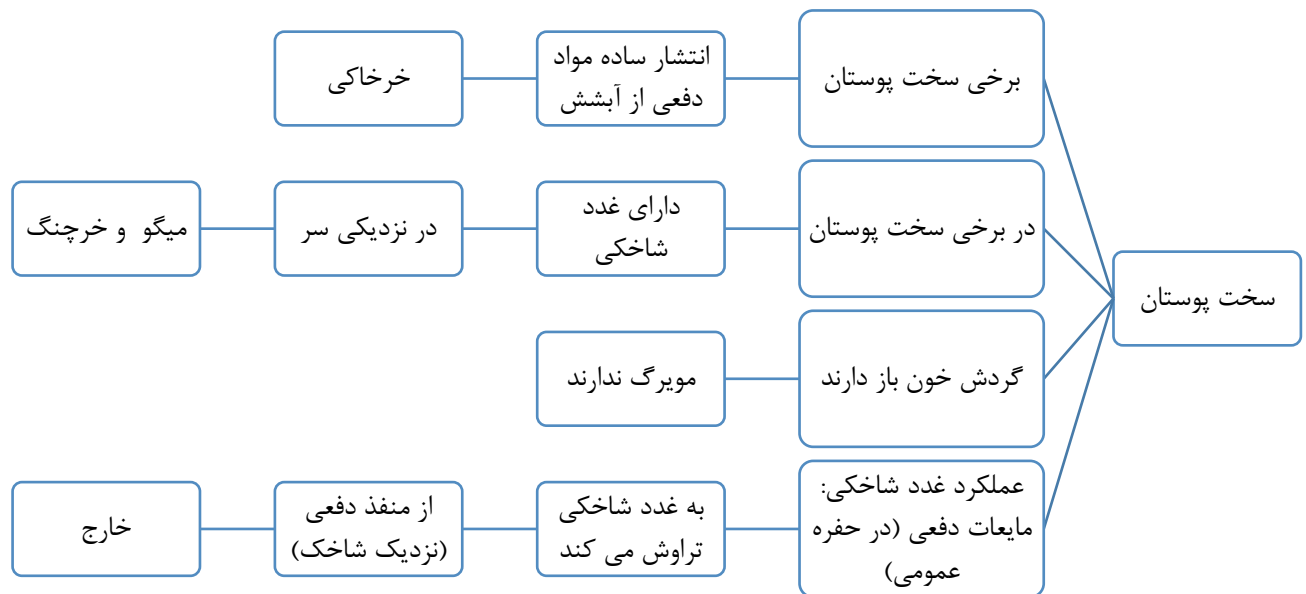 سخت پوستان
برخی سخت پوستان
انتشار ساده مواد
دفعی از آبشش
خرخاکی
در برخی سخت پوستان
دارای غدد
شاخکی
در نزدیکی سر
میگو و خرچنگ
گردش خون باز دارند
مویرگ ندارند
عملکرد غدد شاخکی:
مایعات دفعی (در حفره
عمومی)
به غدد شاخکی
تراوش می کند
از منفذ دفعی
(نزدیک شاخک)
خارج